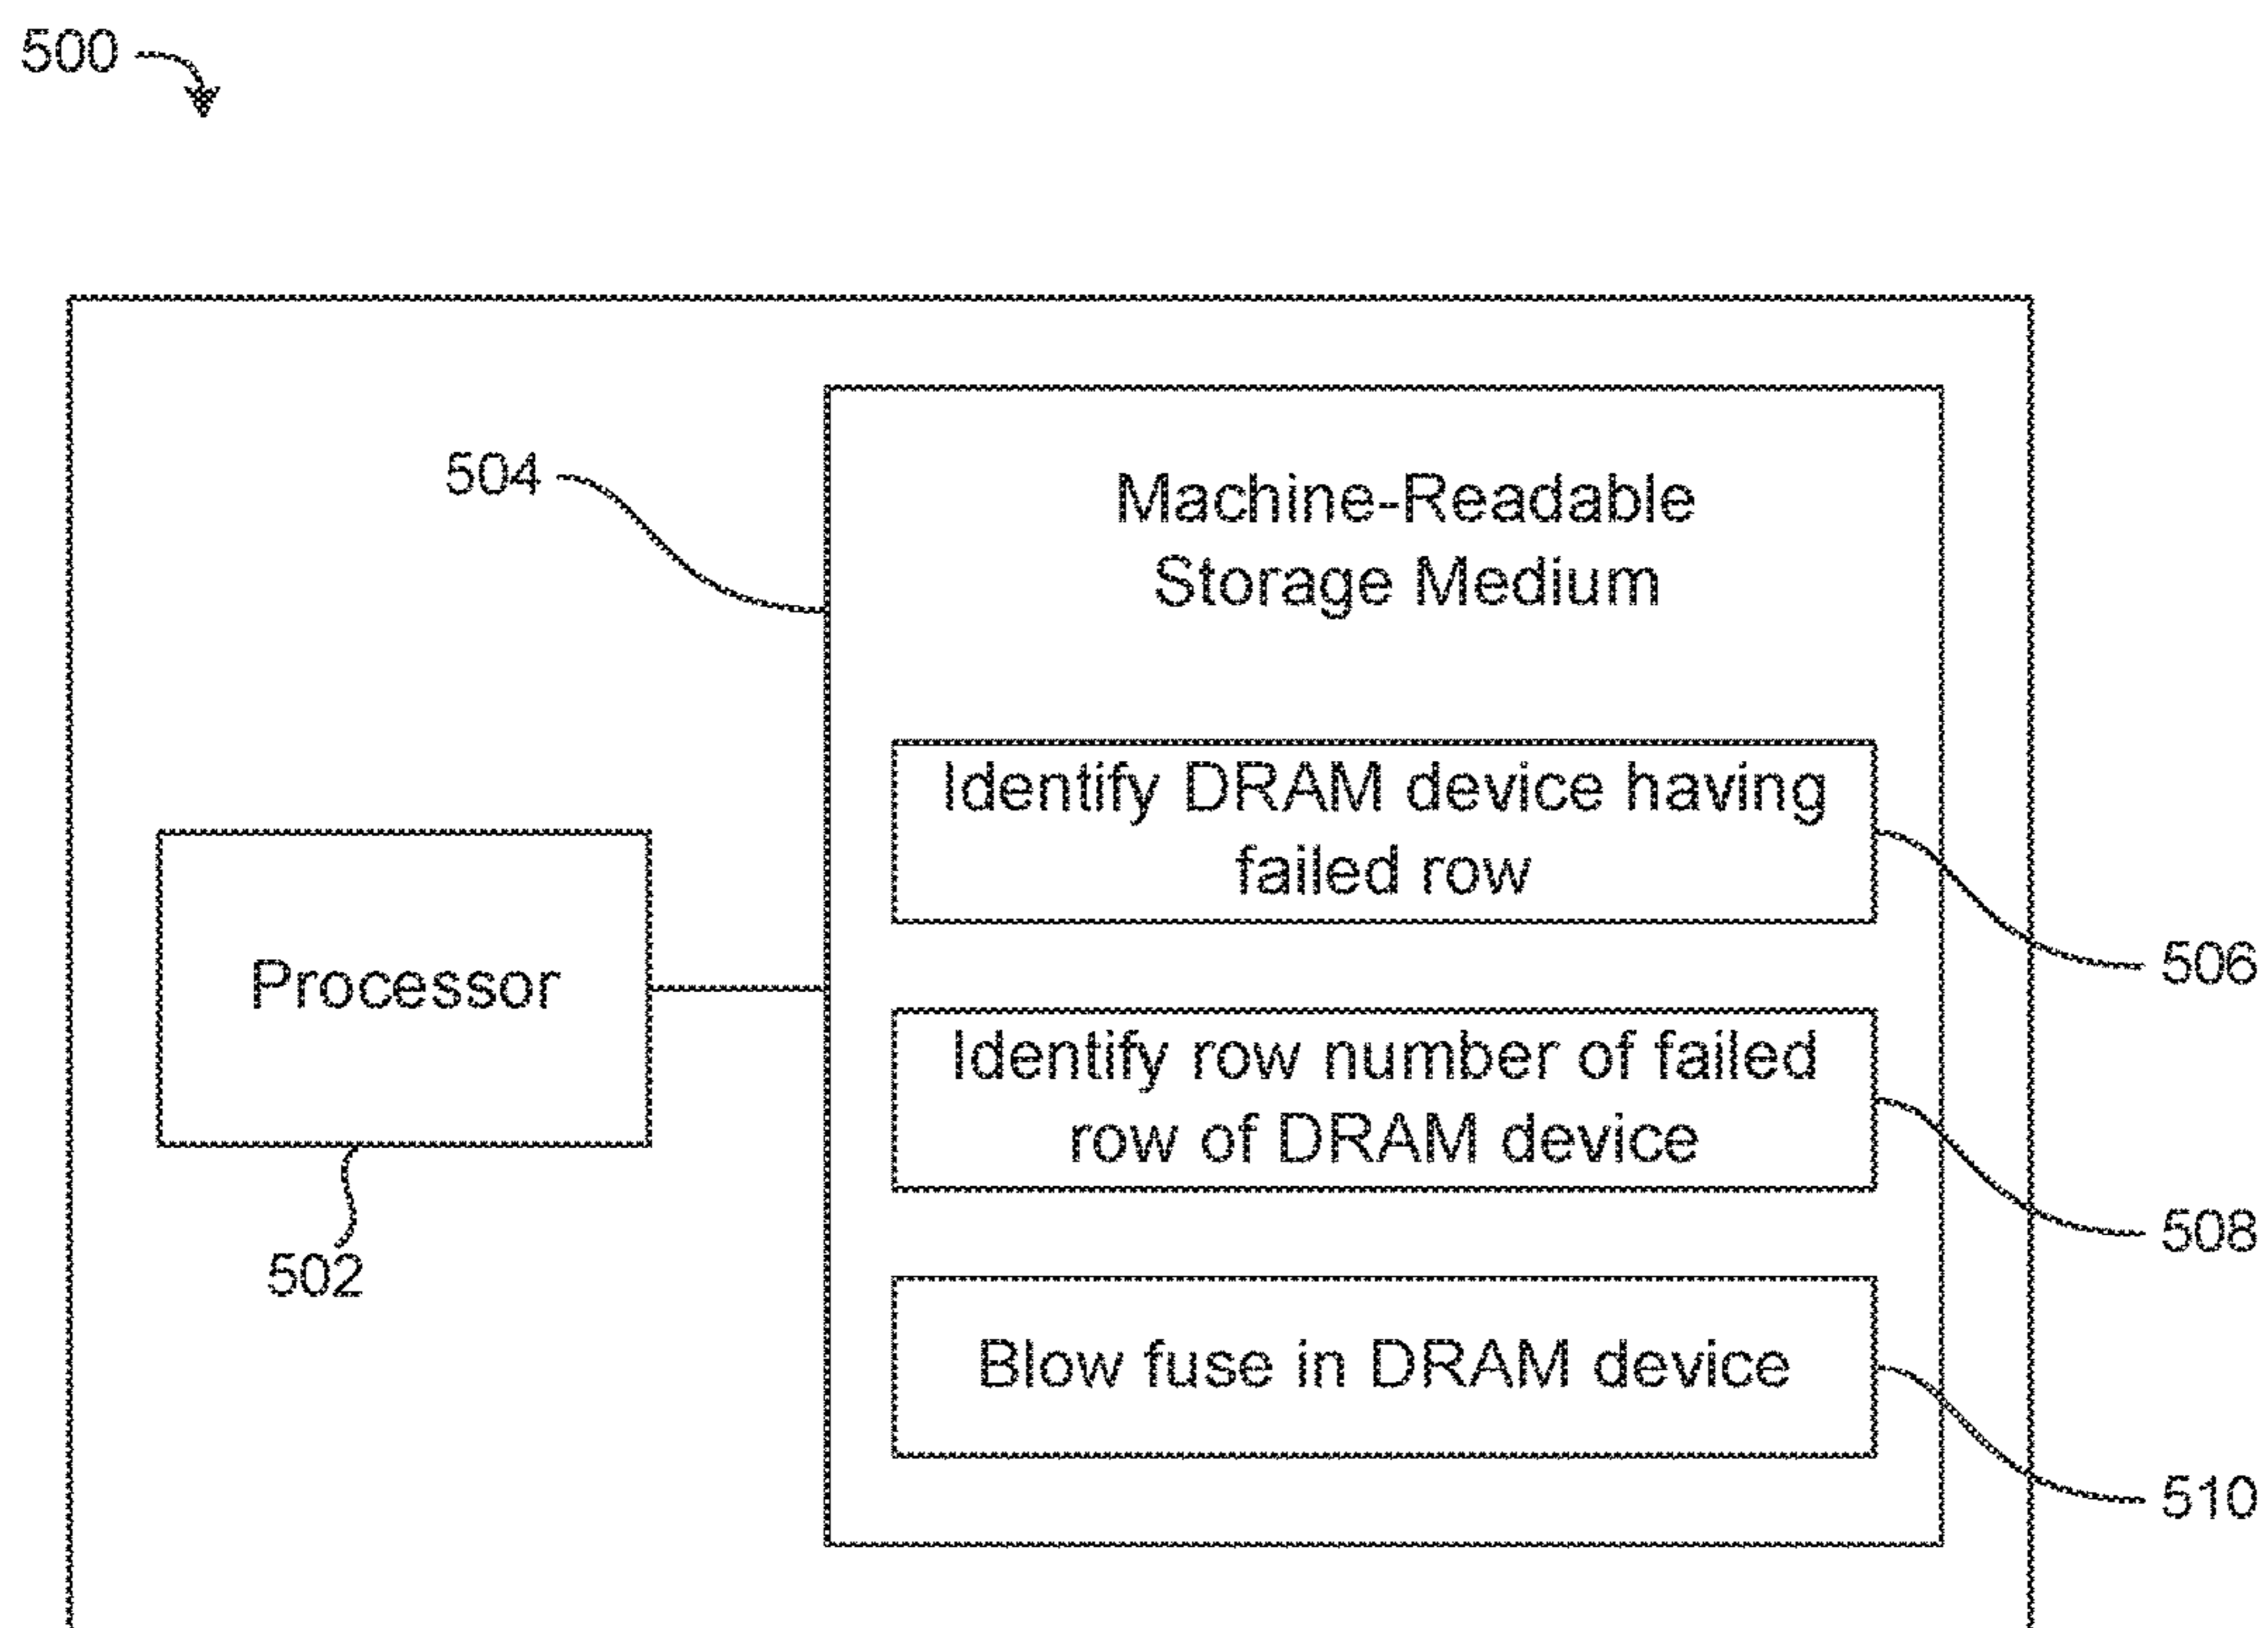 500
504
Machine-Readable
Storage Medium
Identify DRAM device having
failed row
506
Processor
Identify row number of failed
row of DRAM device
508
502
Blow fuse in DRAM device
510